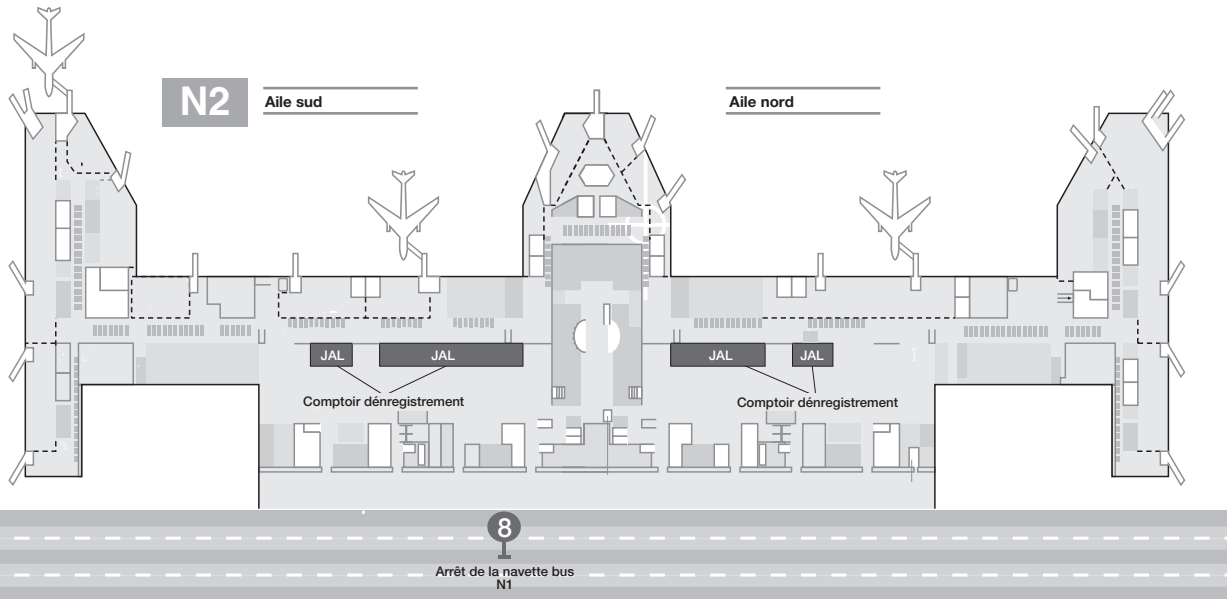 N2
Aile sud
Aile nord
JAL
JAL
JAL
JAL
Comptoir dénregistrement
Comptoir dénregistrement
8
Arrêt de la navette bus
N1